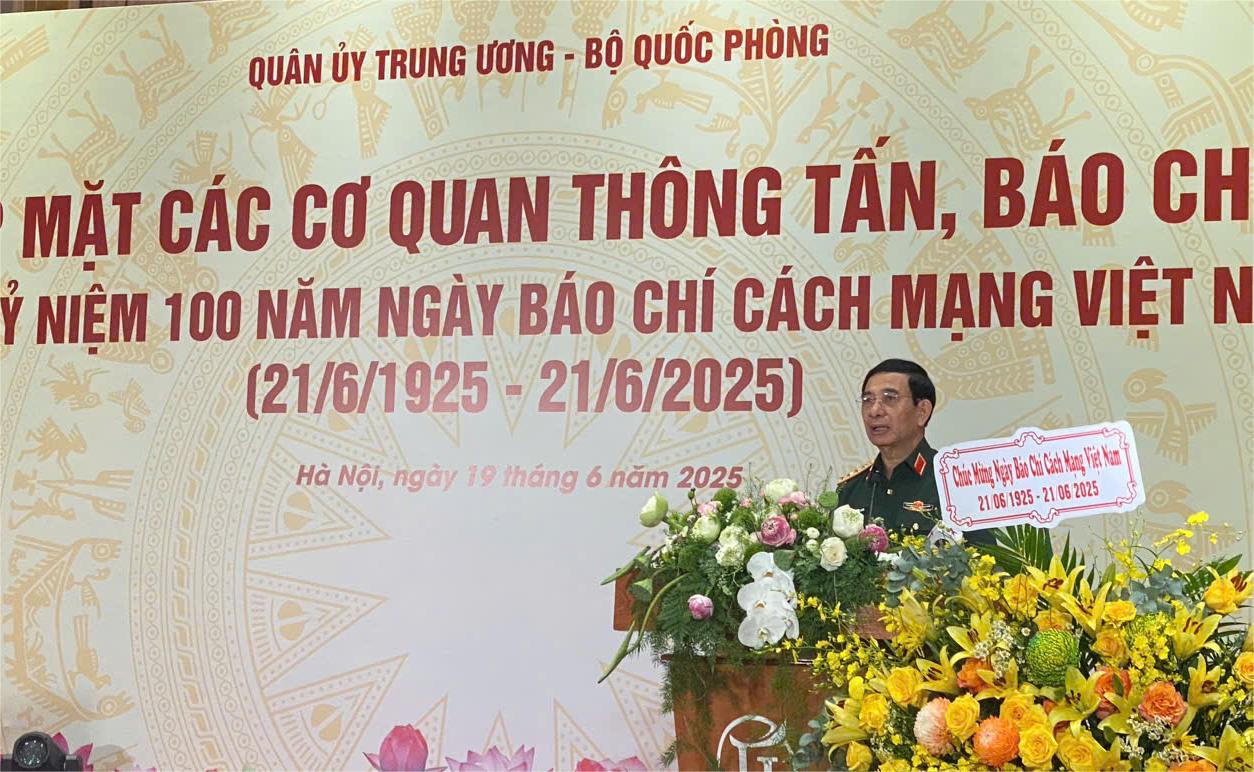 QUÂN ỦY TRUNG ƯƠNG - BỘ QUỐC PHÒNG
MẶT CÁC CƠ QUAN THÔNG TẤN, BÁO CH
Ỷ NIỆM 100 NĂM NGÀY BÁO CHÍ CÁCH MẠNG VIỆT N
(21/6/1925 - 21/6/2025)
Hà Nội, ngày 19 tháng 6 năm 2025
Chúc Mừng Ngày Báo Chí Cách Mạng Việt Nam
21/06/1925 - 21/06/2025